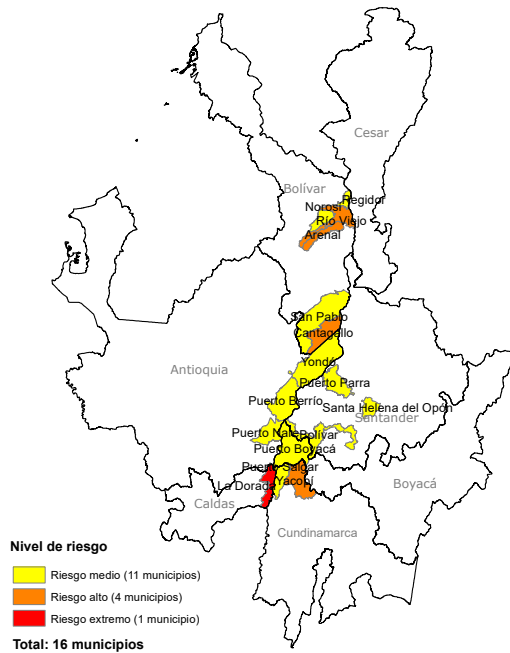 Cesar
Bolívar
Regidor
Norosí
Río Viejo
Arenal
San Pablo
Cantagallo
Yondó
Antioquia
Puerto Parra
Puerto Berrío
Santa Helena del Opón
Santander
Puerto Nare
Bolívar
Puerto Boyacá
Puerto Salgar
Yacopí
La Dorada
Boyacá
Caldas
Cundinamarca
Nivel de riesgo
Riesgo medio (11 municipios)
Riesgo alto (4 municipios)
Riesgo extremo (1 municipio)
Total: 16 municipios